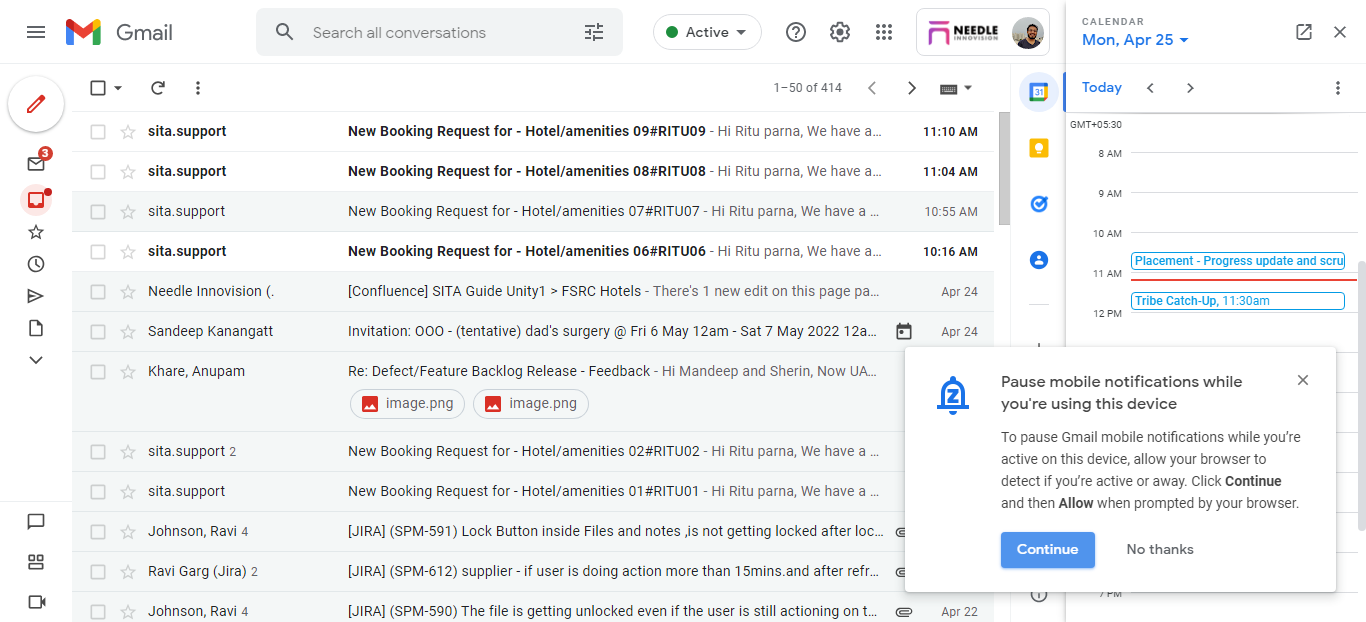 Gmail
Search all conversations
Active
NEEDLE
INNOVISION
CALENDAR
Mon, Apr 25
1–50 of 414
Today
31
GMT+05:30
3
sita.support New Booking Request for - Hotel/amenities 09#RITU09 - Hi Ritu parna, We have a… 11:10 AM
sita.support New Booking Request for - Hotel/amenities 08#RITU08 - Hi Ritu parna, We have a… 11:04 AM
sita.support New Booking Request for - Hotel/amenities 07#RITU07 - Hi Ritu parna, We have a … 10:55 AM
sita.support New Booking Request for - Hotel/amenities 06#RITU06 - Hi Ritu parna, We have a… 10:16 AM
Needle Innovision (. [Confluence] SITA Guide Unity1 > FSRC Hotels - There's 1 new edit on this page pa… Apr 24
Sandeep Kanangatt Invitation: OOO - (tentative) dad's surgery @ Fri 6 May 12am - Sat 7 May 2022 12a… Apr 24
Khare, Anupam Re: Defect/Feature Backlog Release - Feedback - Hi Mandeep and Sherin, Now UA…
image.png image.png
sita.support 2 New Booking Request for - Hotel/amenities 02#RITU02 - Hi Ritu parna, We have a …
sita.support New Booking Request for - Hotel/amenities 01#RITU01 - Hi Ritu parna, We have a …
Johnson, Ravi 4 [JIRA] (SPM-591) Lock Button inside Files and notes ,is not getting locked after loc…
Ravi Garg (Jira) 2 [JIRA] (SPM-612) supplier - if user is doing action more than 15mins.and after refr…
Johnson, Ravi 4 [JIRA] (SPM-590) The file is getting unlocked even if the user is still actioning on t… Apr 22
8 AM
9 AM
10 AM
Placement - Progress update and scru
11 AM
Tribe Catch-Up, 11:30am
12 PM
Pause mobile notifications while
you're using this device
To pause Gmail mobile notifications while you're
active on this device, allow your browser to
detect if you're active or away. Click Continue
and then Allow when prompted by your browser.
Continue No thanks
7 PM